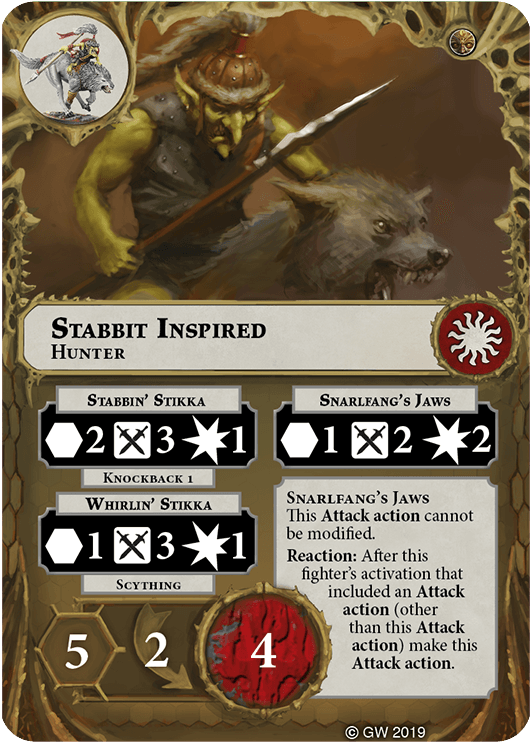 STABBIT INSPIRED
HUNTER
STABBIN' STIKKA
2 3 1
KNOCKBACK 1
SNARLFANG'S JAWS
1 2 2
WHIRLIN' STIKKA
1 3 1
SCYTHING
SNARLFANG'S JAWS
This Attack action cannot
be modified.
Reaction: After this
fighter's activation that
included an Attack
action (other
than this Attack
action) make this
Attack action.
5 2 4
© GW 2019